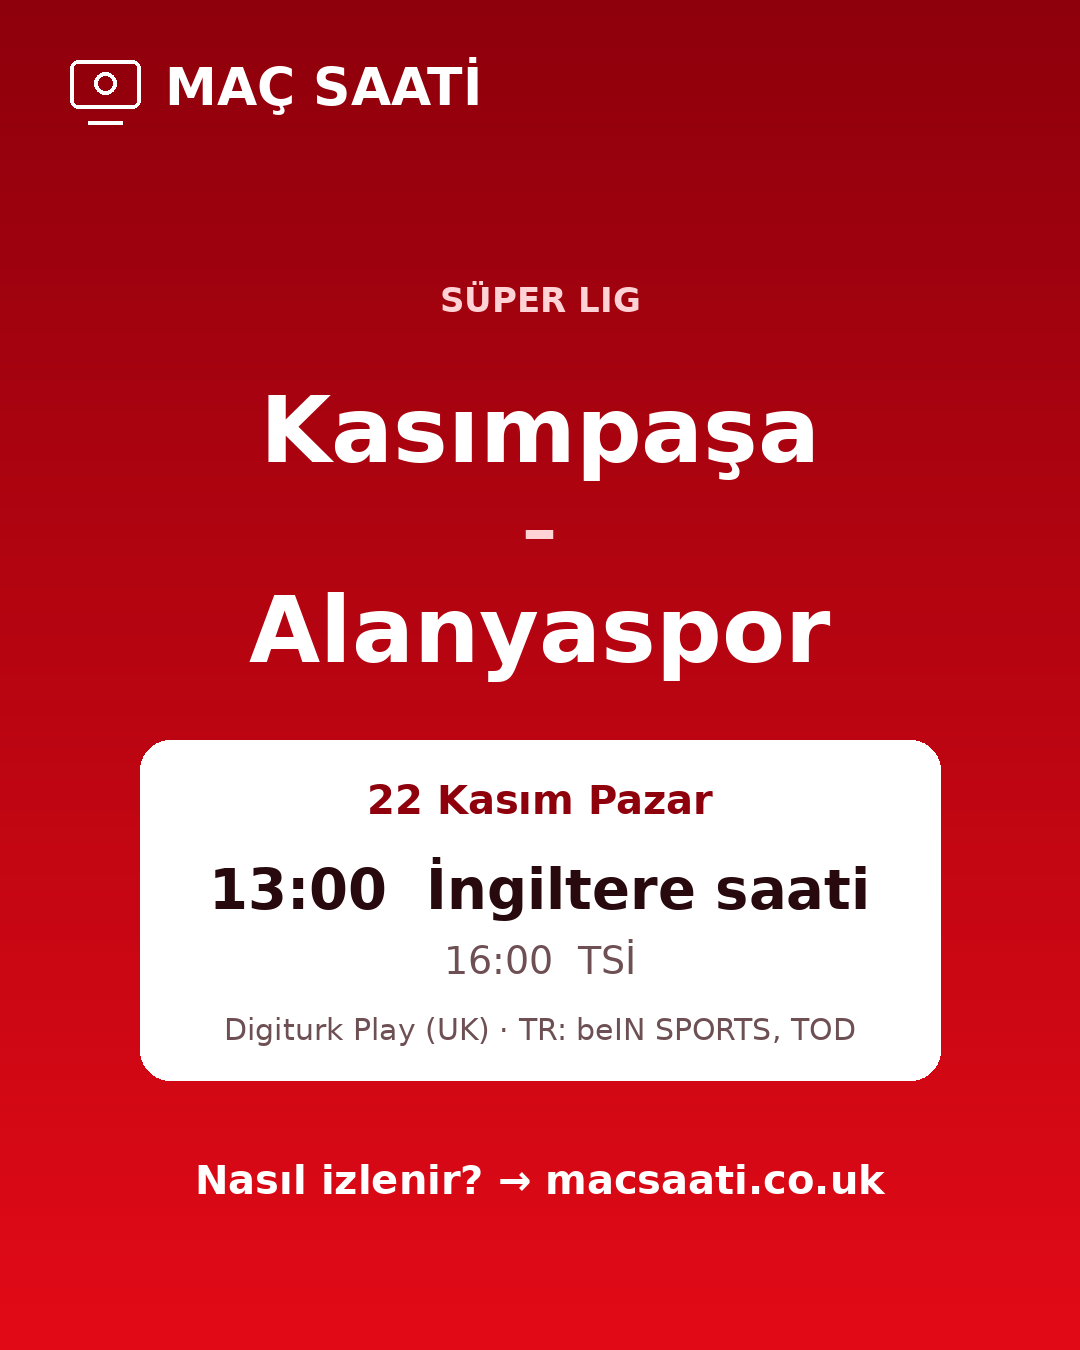 MAÇ SAATİ
SÜPER LIG
Kasımpaşa
–
Alanyaspor
22 Kasım Pazar
13:00 İngiltere saati
16:00 TSİ
Digiturk Play (UK) · TR: beIN SPORTS, TOD
Nasıl izlenir? → macsaati.co.uk